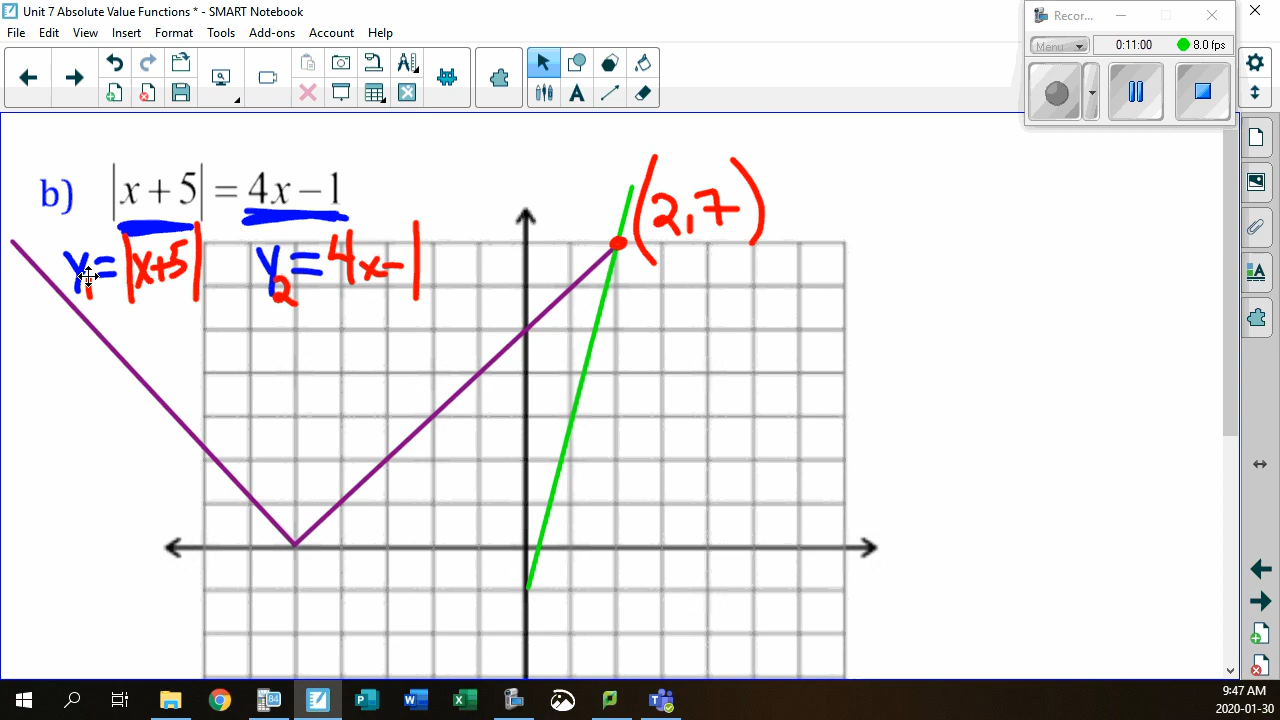 Unit 7 Absolute Value Functions * - SMART Notebook
Recor...
File Edit View Insert Format Tools Add-ons Account Help
Menu 0:11:00 8.0 fps
b) |x + 5| = 4x − 1
(2,7)
y₁ = |x+5| y₂ = 4x-1
84
9:47 AM
2020-01-30